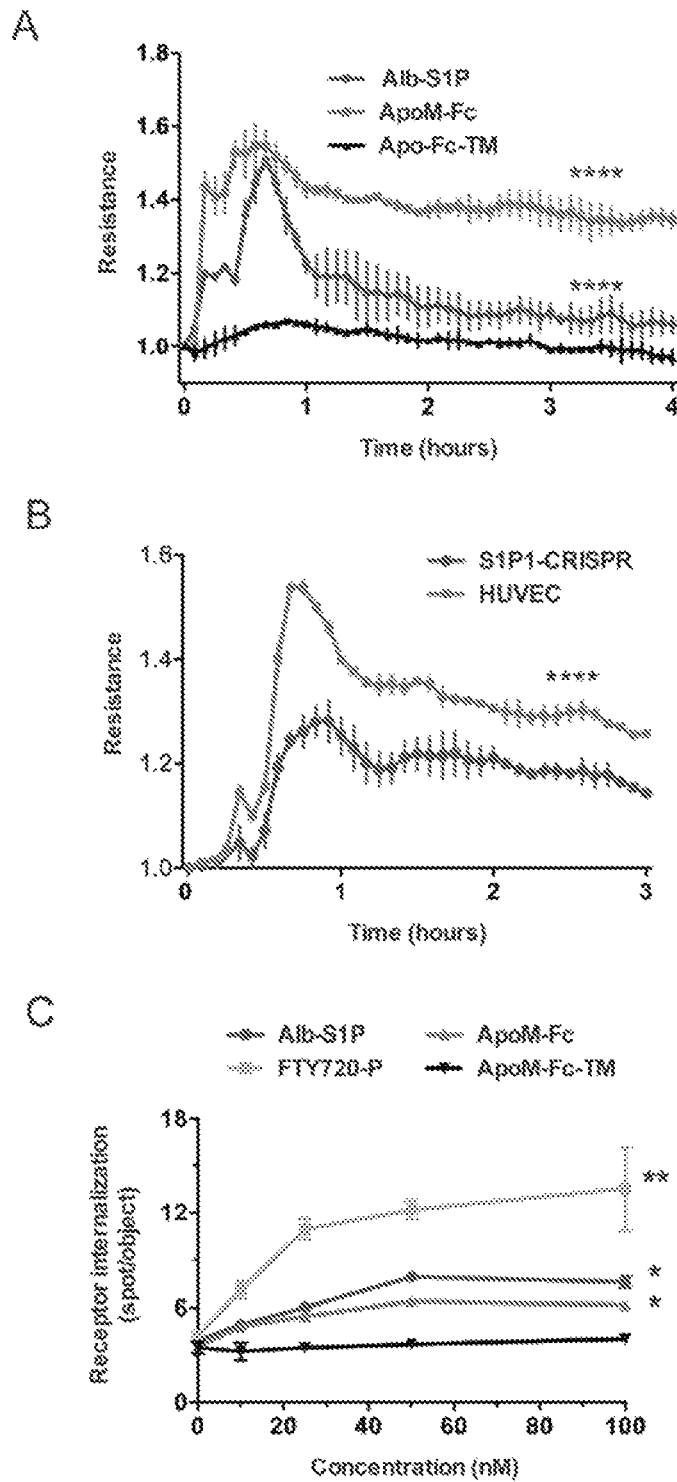 A
1.8
1.6
1.4
1.2
1.0
Resistance
Alb-S1P
ApoM-Fc
Apo-Fc-TM
****
****
0 1 2 3 4
Time (hours)
B
1.6
1.4
1.2
1.0
Resistance
S1P1-CRISPR
HUVEC
****
0 1 2 3
Time (hours)
C
Alb-S1P ApoM-Fc
FTY720-P ApoM-Fc-TM
18
12
6
0
Receptor internalization
(spot/object)
**
*
*
0 20 40 60 80 100
Concentration (nM)